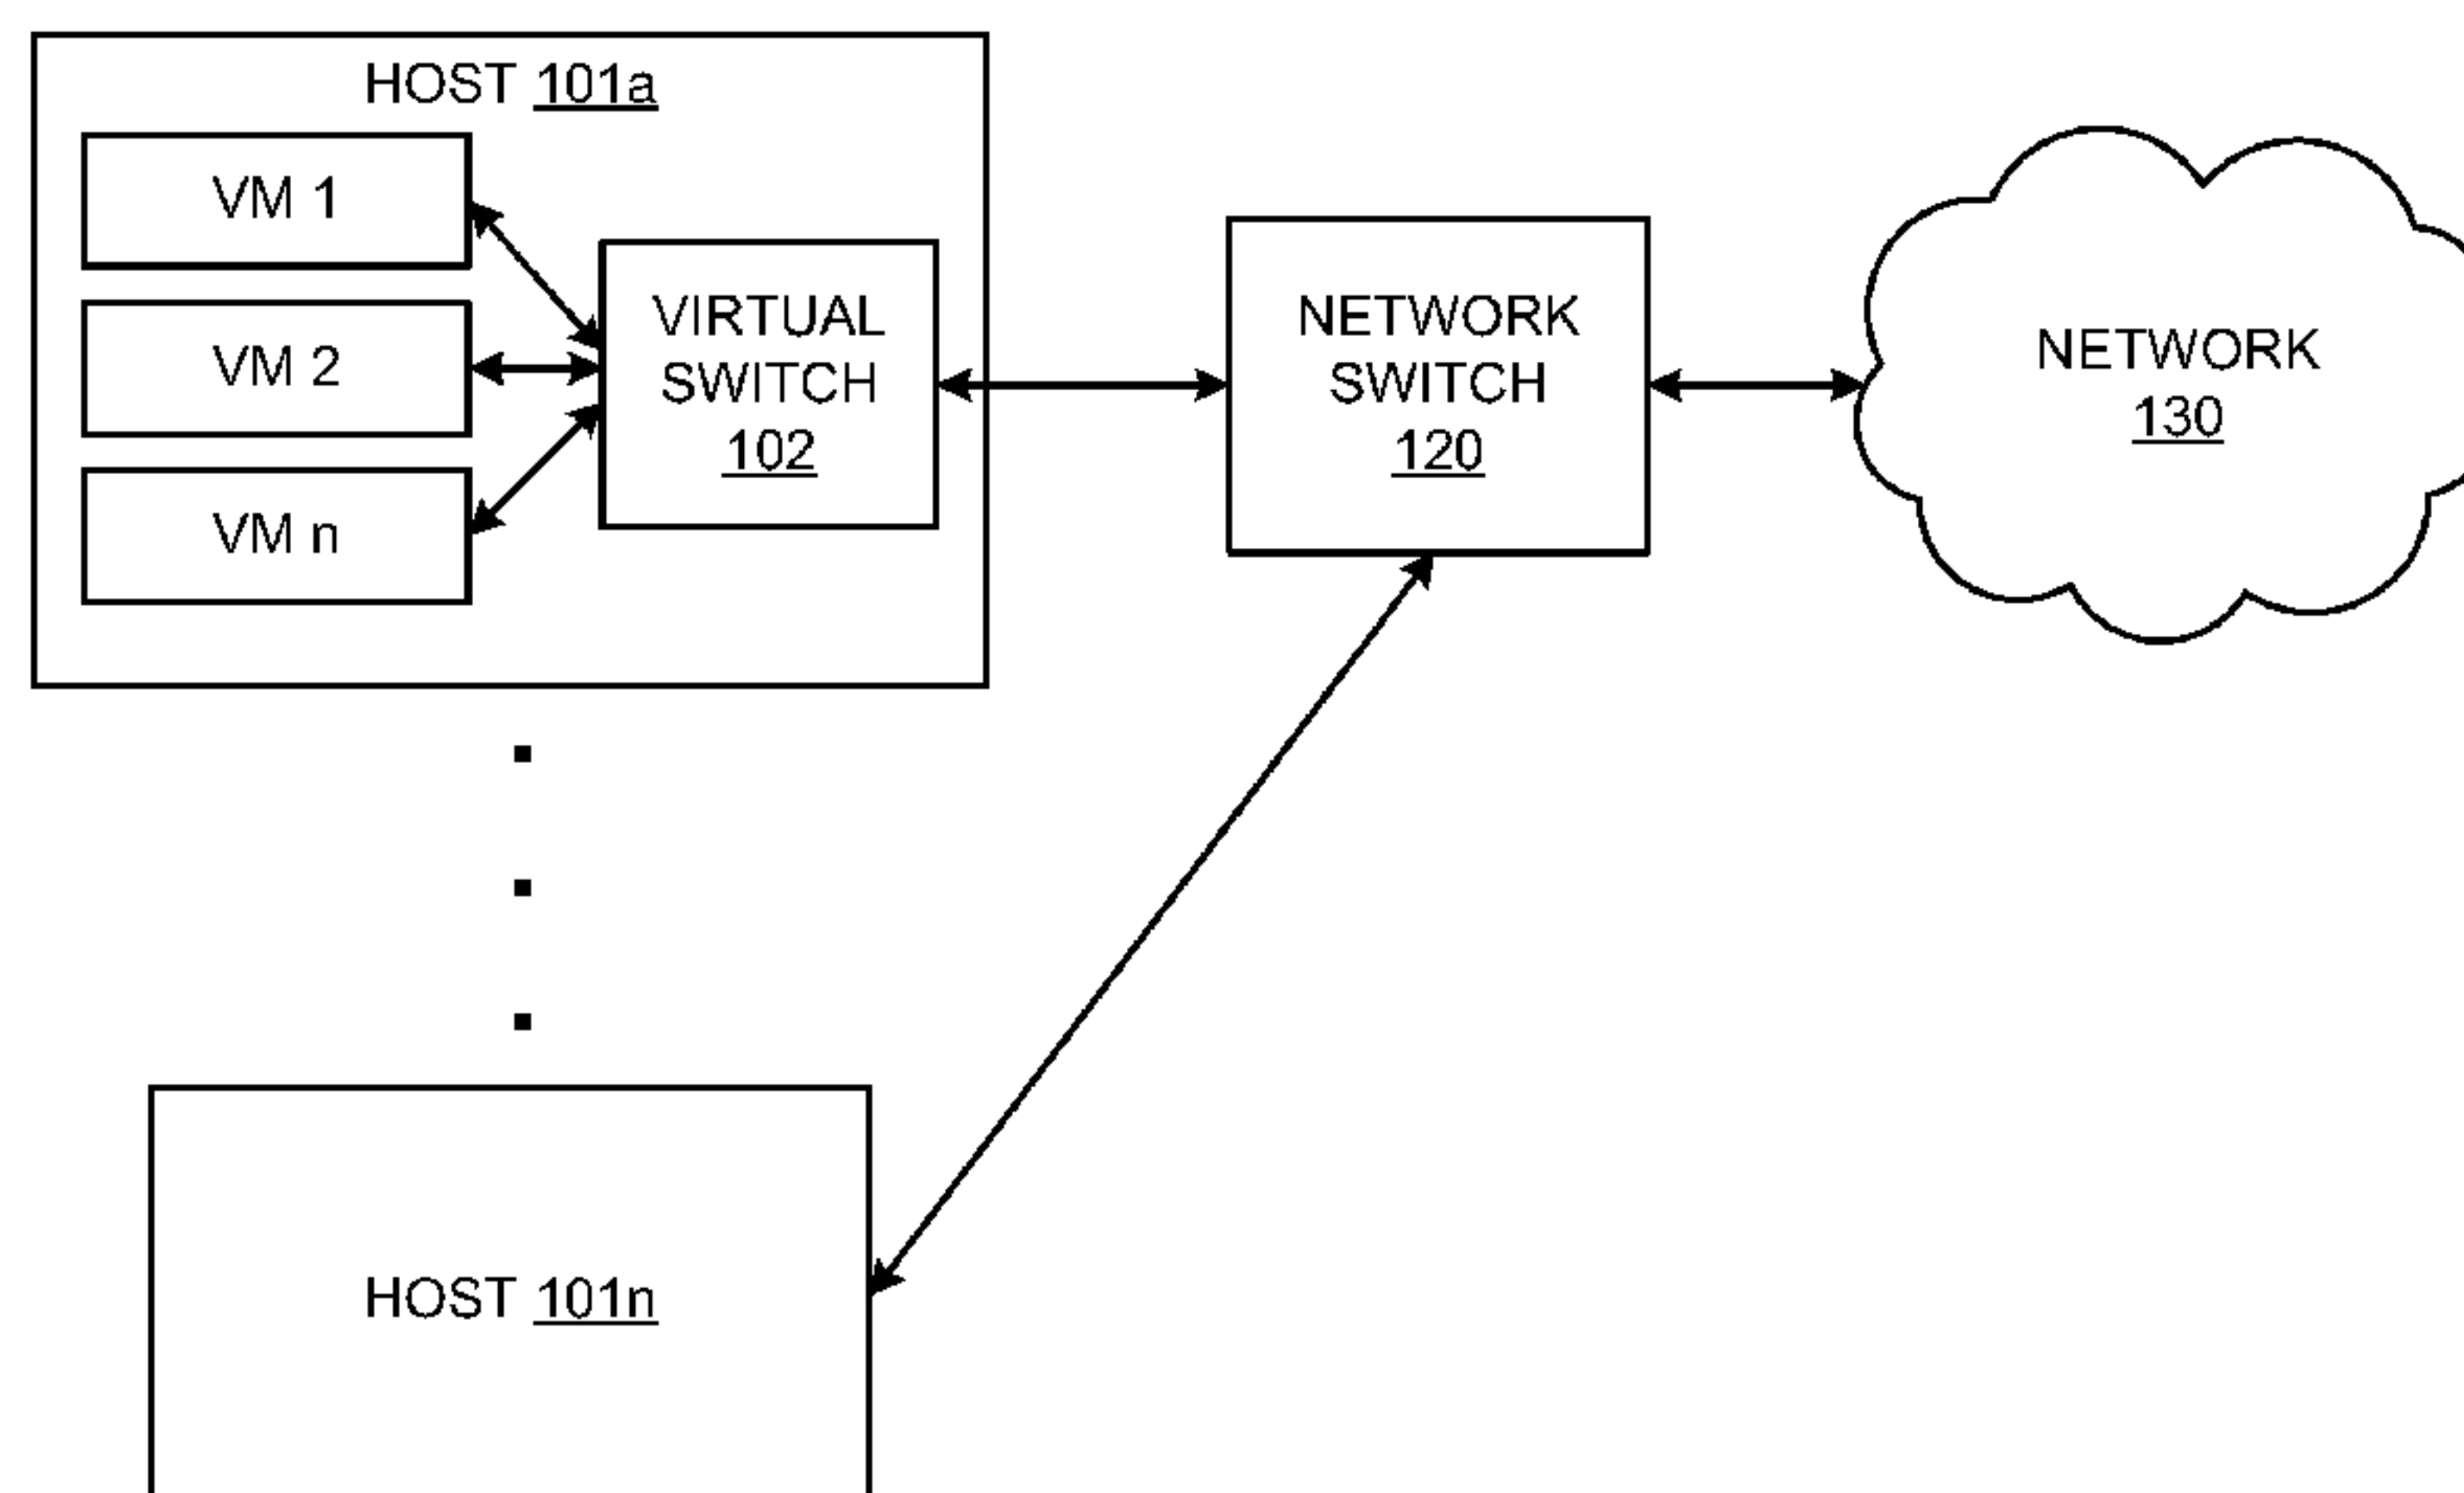 HOST 101a
VM 1
VM 2
VM n
VIRTUAL
SWITCH
102
NETWORK
SWITCH
120
NETWORK
130
HOST 101n